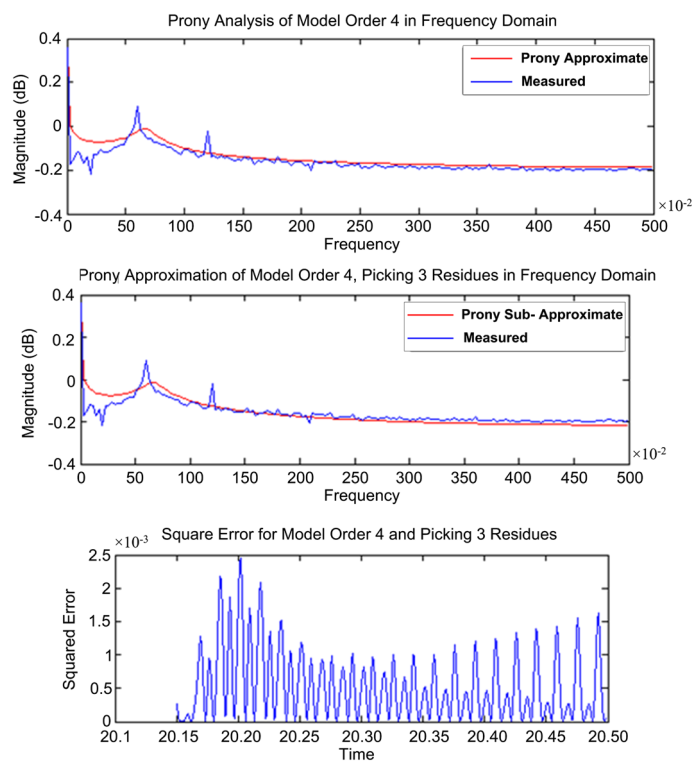 Prony Analysis of Model Order 4 in Frequency Domain
0.4
0.2
0
-0.2
-0.4
Magnitude (dB)
Prony Approximate
Measured
0 50 100 150 200 250 300 350 400 450 500
×10-2
Frequency
Prony Approximation of Model Order 4, Picking 3 Residues in Frequency Domain
0.4
0.2
0
-0.2
-0.4
Magnitude (dB)
Prony Sub- Approximate
Measured
0 50 100 150 200 250 300 350 400 450 500
×10-2
Frequency
Square Error for Model Order 4 and Picking 3 Residues
×10-3
2.5
2
1.5
1
0.5
0
Squared Error
20.1 20.15 20.20 20.25 20.30 20.35 20.40 20.45 20.50
Time